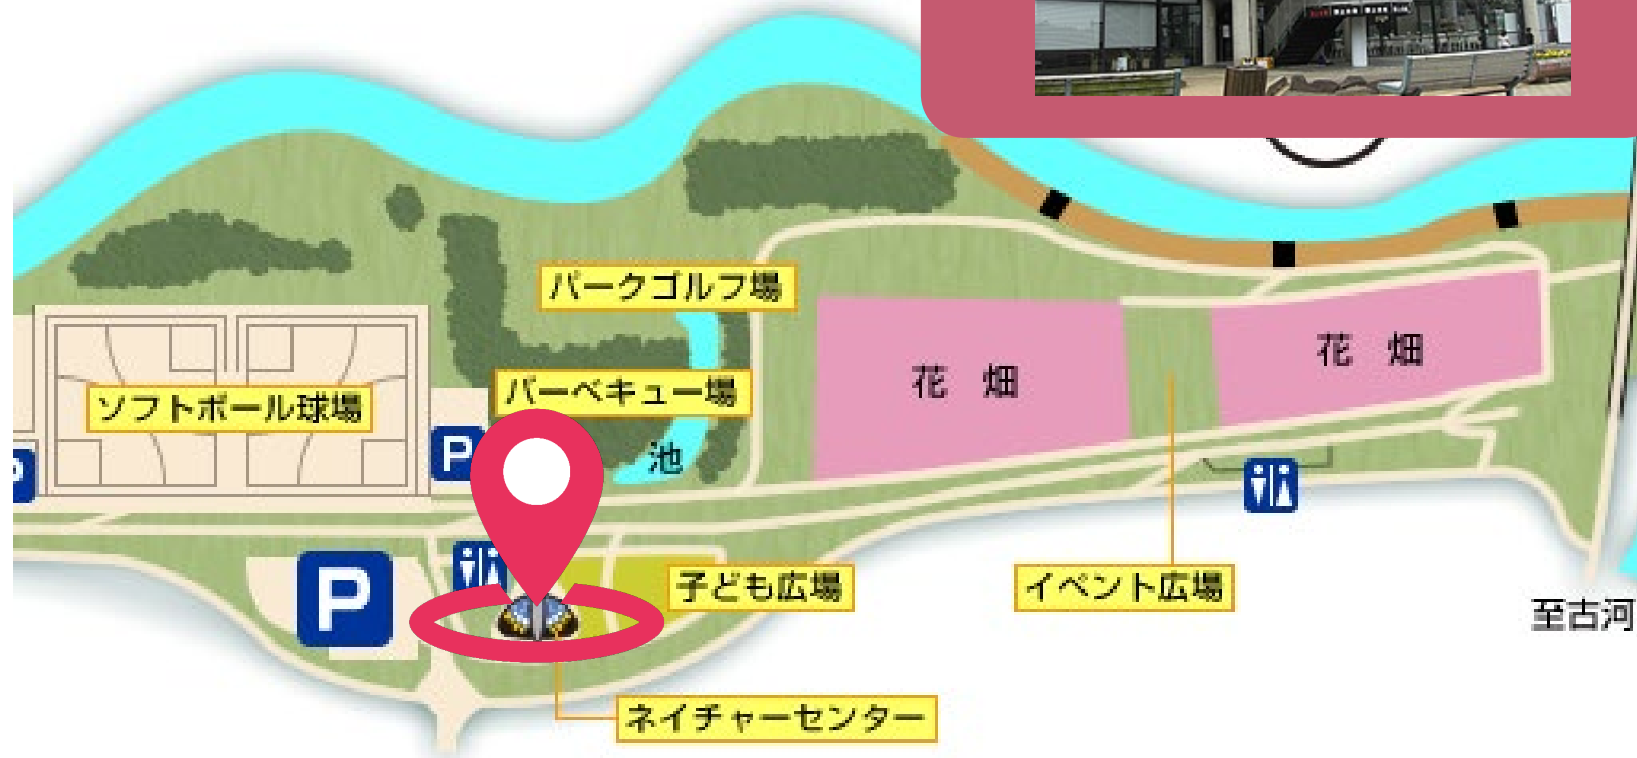 パークゴルフ場
花 畑
花 畑
バーベキュー場
ソフトボール球場
池
P
P
P
子ども広場
イベント広場
至古河
ネイチャーセンター